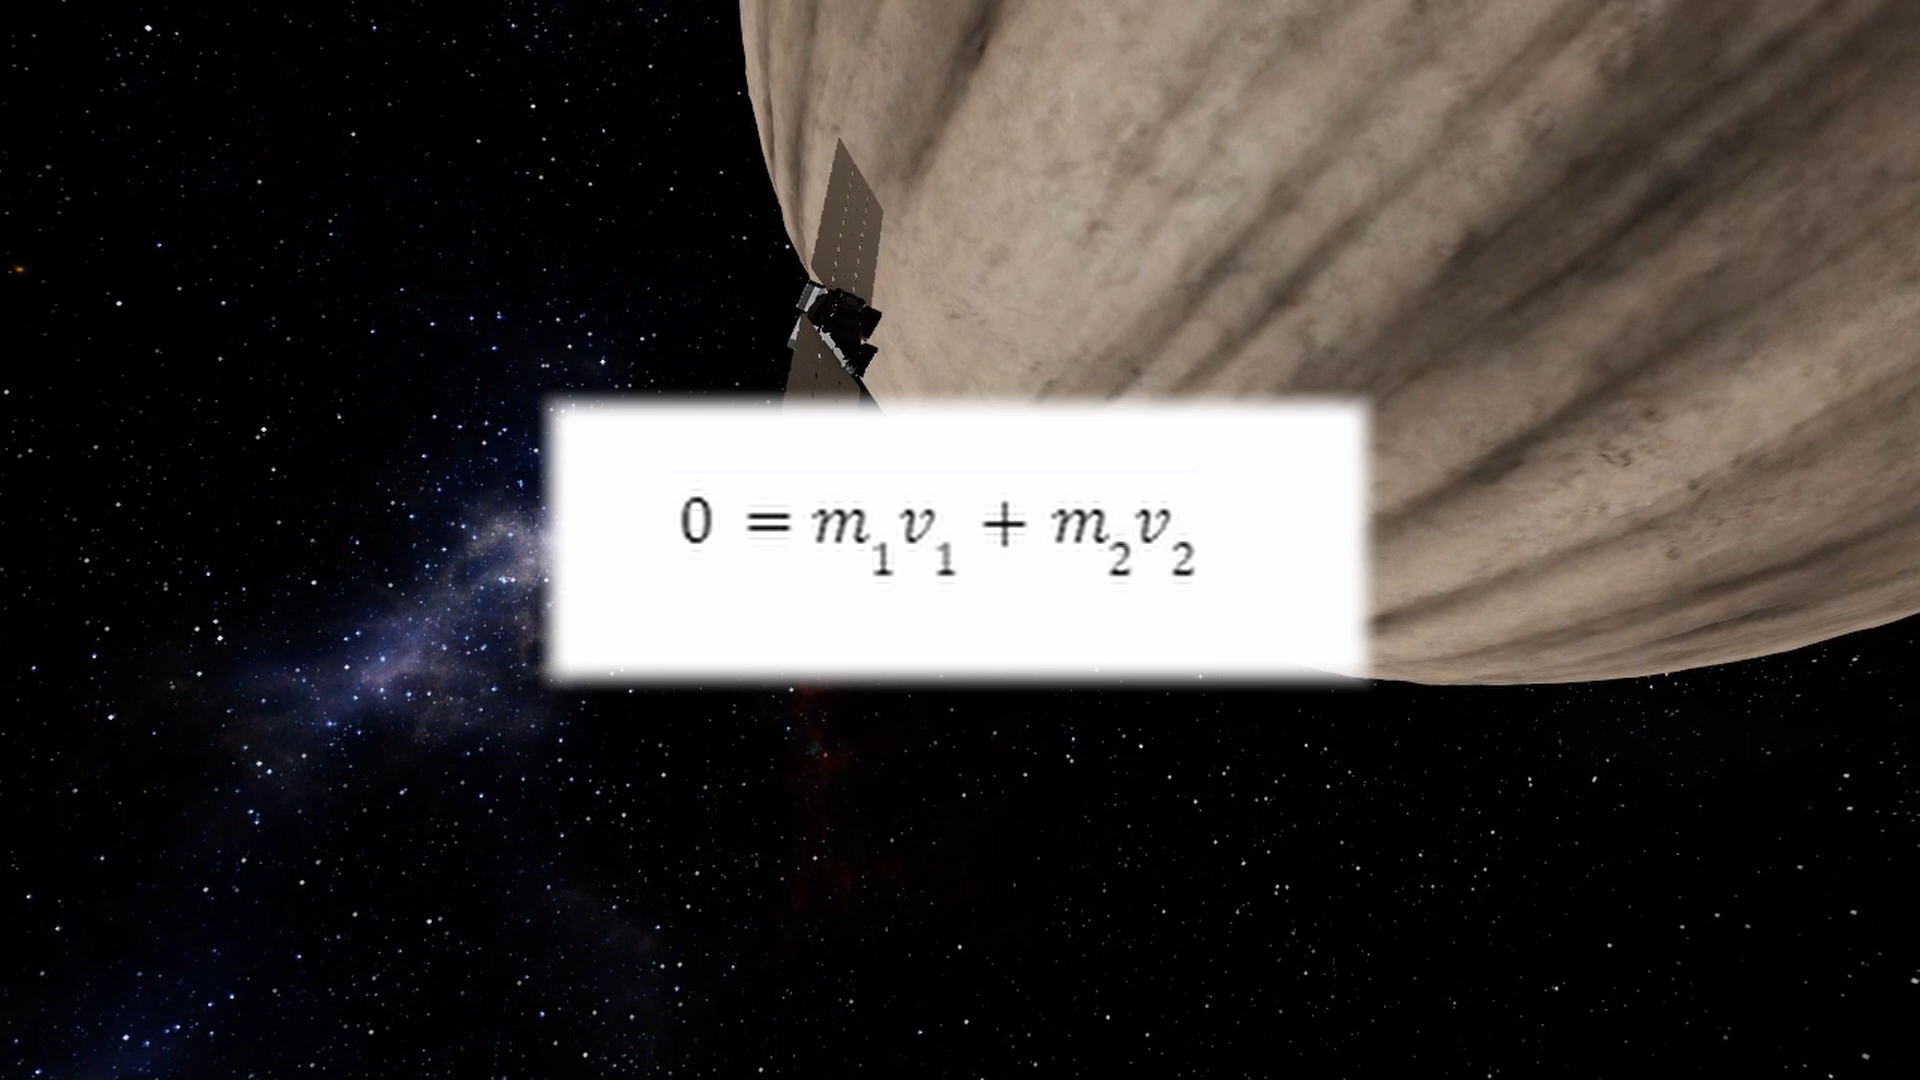 0 = m₁v₁ + m₂v₂